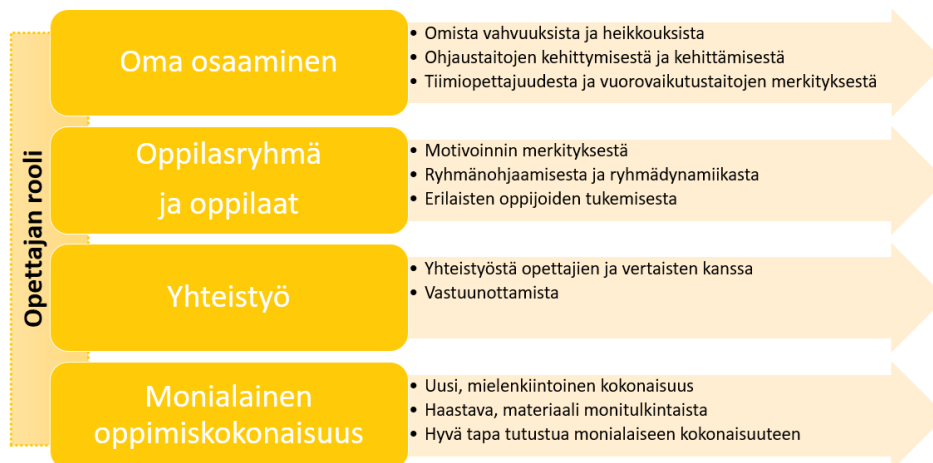 Opettajan rooli
Oma osaaminen
• Omista vahvuuksista ja heikkouksista
• Ohjaustaitojen kehittymisestä ja kehittämisestä
• Tiimiopettajuudesta ja vuorovaikutustaitojen merkityksestä
Oppilasryhmä
ja oppilaat
• Motivoinnin merkityksestä
• Ryhmänohjaamisesta ja ryhmädynamiikasta
• Erilaisten oppijoiden tukemisesta
Yhteistyö
• Yhteistyöstä opettajien ja vertaisten kanssa
• Vastuunottamista
Monialainen
oppimiskokonaisuus
• Uusi, mielenkiintoinen kokonaisuus
• Haastava, materiaali monitulkintaista
• Hyvä tapa tutustua monialaiseen kokonaisuuteen